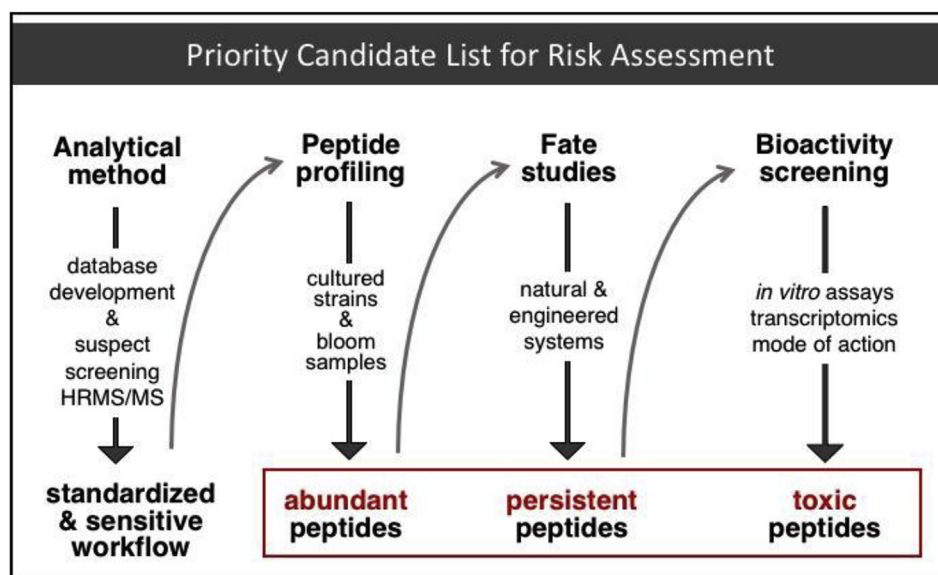 Priority Candidate List for Risk Assessment
Analytical
method
database
development
&
suspect
screening
HRMS/MS
standardized
& sensitive
workflow
Peptide
profiling
cultured
strains
&
bloom
samples
abundant
peptides
Fate
studies
natural &
engineered
systems
persistent
peptides
Bioactivity
screening
in vitro assays
transcriptomics
mode of action
toxic
peptides